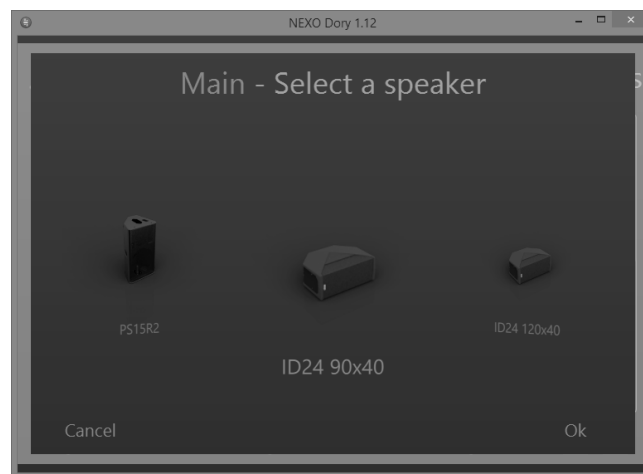 NEXO Dory 1.12
Main - Select a speaker
PS15R2
ID24 120x40
ID24 90x40
Cancel
Ok